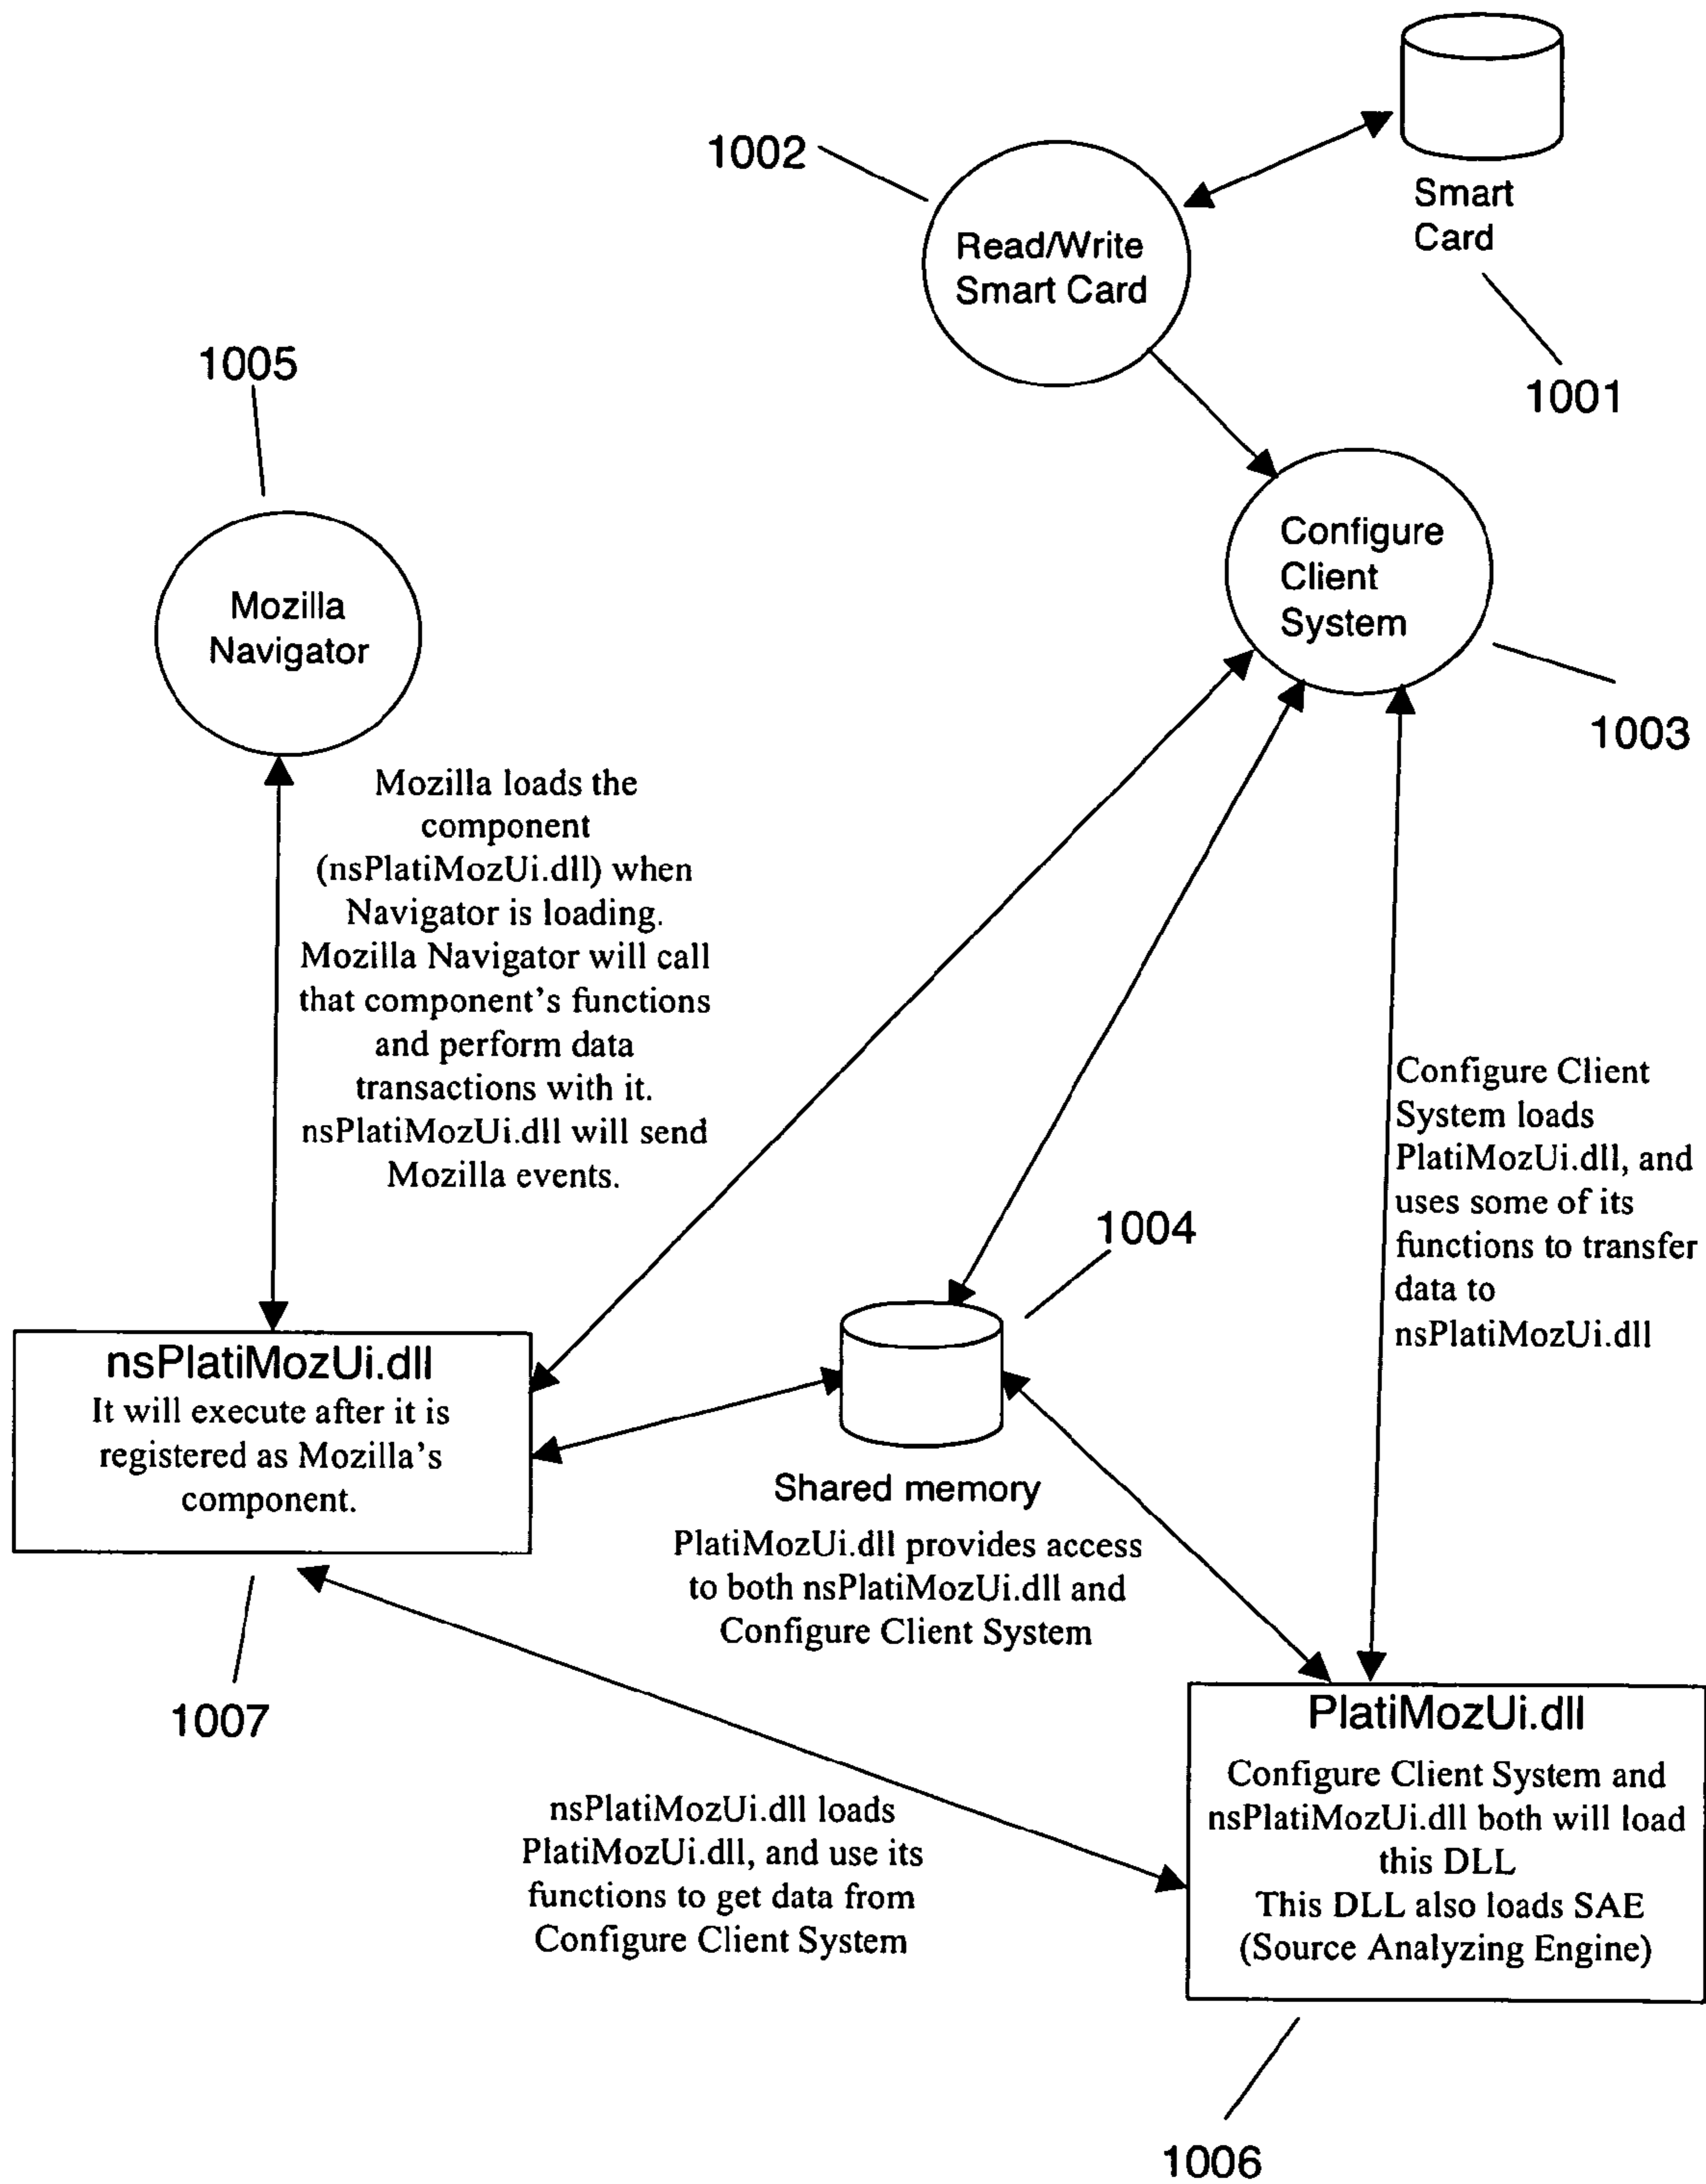 1002
Smart
Card
Read/Write
Smart Card
1001
1005
Configure
Client
System
Mozilla
Navigator
1003
Mozilla loads the
component
(nsPlatiMozUi.dll) when
Navigator is loading.
Mozilla Navigator will call
that component's functions
and perform data
transactions with it.
nsPlatiMozUi.dll will send
Mozilla events.
Configure Client
System loads
PlatiMozUi.dll, and
uses some of its
functions to transfer
data to
nsPlatiMozUi.dll
1004
nsPlatiMozUi.dll
It will execute after it is
registered as Mozilla's
component.
Shared memory
PlatiMozUi.dll provides access
to both nsPlatiMozUi.dll and
Configure Client System
1007
PlatiMozUi.dll
Configure Client System and
nsPlatiMozUi.dll both will load
this DLL
This DLL also loads SAE
(Source Analyzing Engine)
nsPlatiMozUi.dll loads
PlatiMozUi.dll, and use its
functions to get data from
Configure Client System
1006